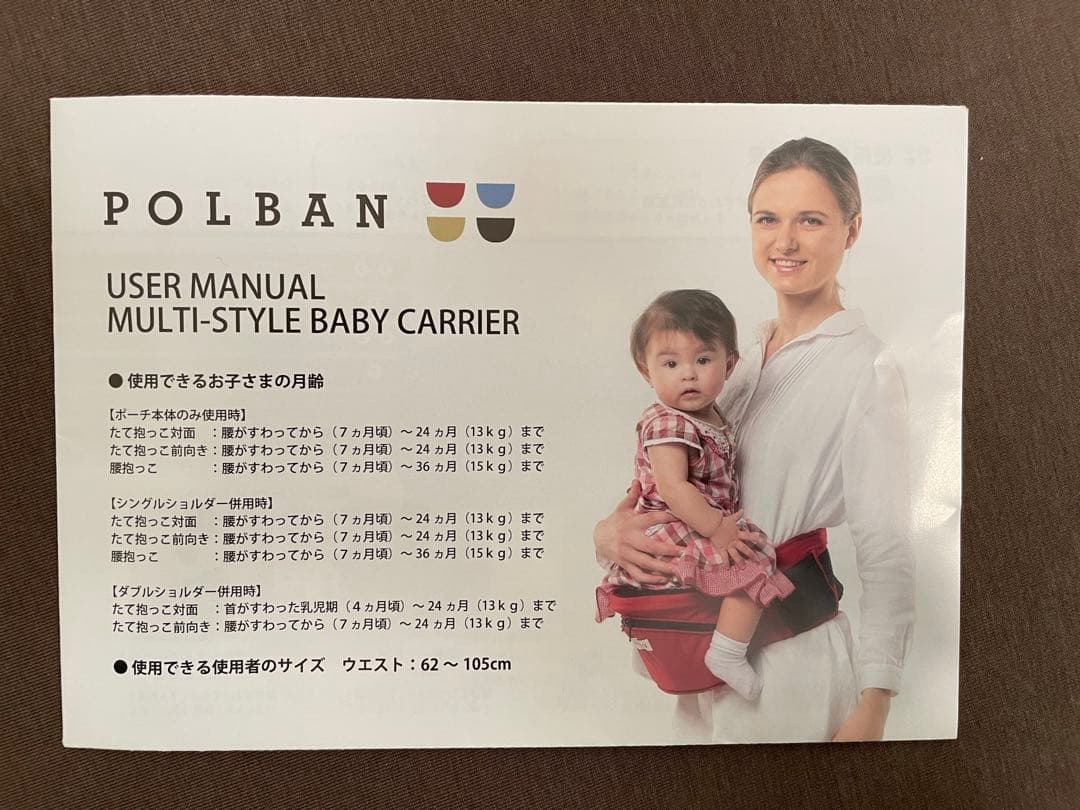 POLBAN
USER MANUAL
MULTI-STYLE BABY CARRIER
●使用できるお子さまの月齢
【ポーチ本体のみ使用時】
たて抱っこ対面 ：腰がすわってから（7ヵ月頃）～24ヵ月（13kg）まで
たて抱っこ前向き：腰がすわってから（7ヵ月頃）～24ヵ月（13kg）まで
腰抱っこ ：腰がすわってから（7ヵ月頃）～36ヵ月（15kg）まで
【シングルショルダー併用時】
たて抱っこ対面 ：腰がすわってから（7ヵ月頃）～24ヵ月（13kg）まで
たて抱っこ前向き：腰がすわってから（7ヵ月頃）～24ヵ月（13kg）まで
腰抱っこ ：腰がすわってから（7ヵ月頃）～36ヵ月（15kg）まで
【ダブルショルダー併用時】
たて抱っこ対面 ：首がすわった乳児期（4ヵ月頃）～24ヵ月（13kg）まで
たて抱っこ前向き：腰がすわってから（7ヵ月頃）～24ヵ月（13kg）まで
●使用できる使用者のサイズ ウエスト：62～105cm